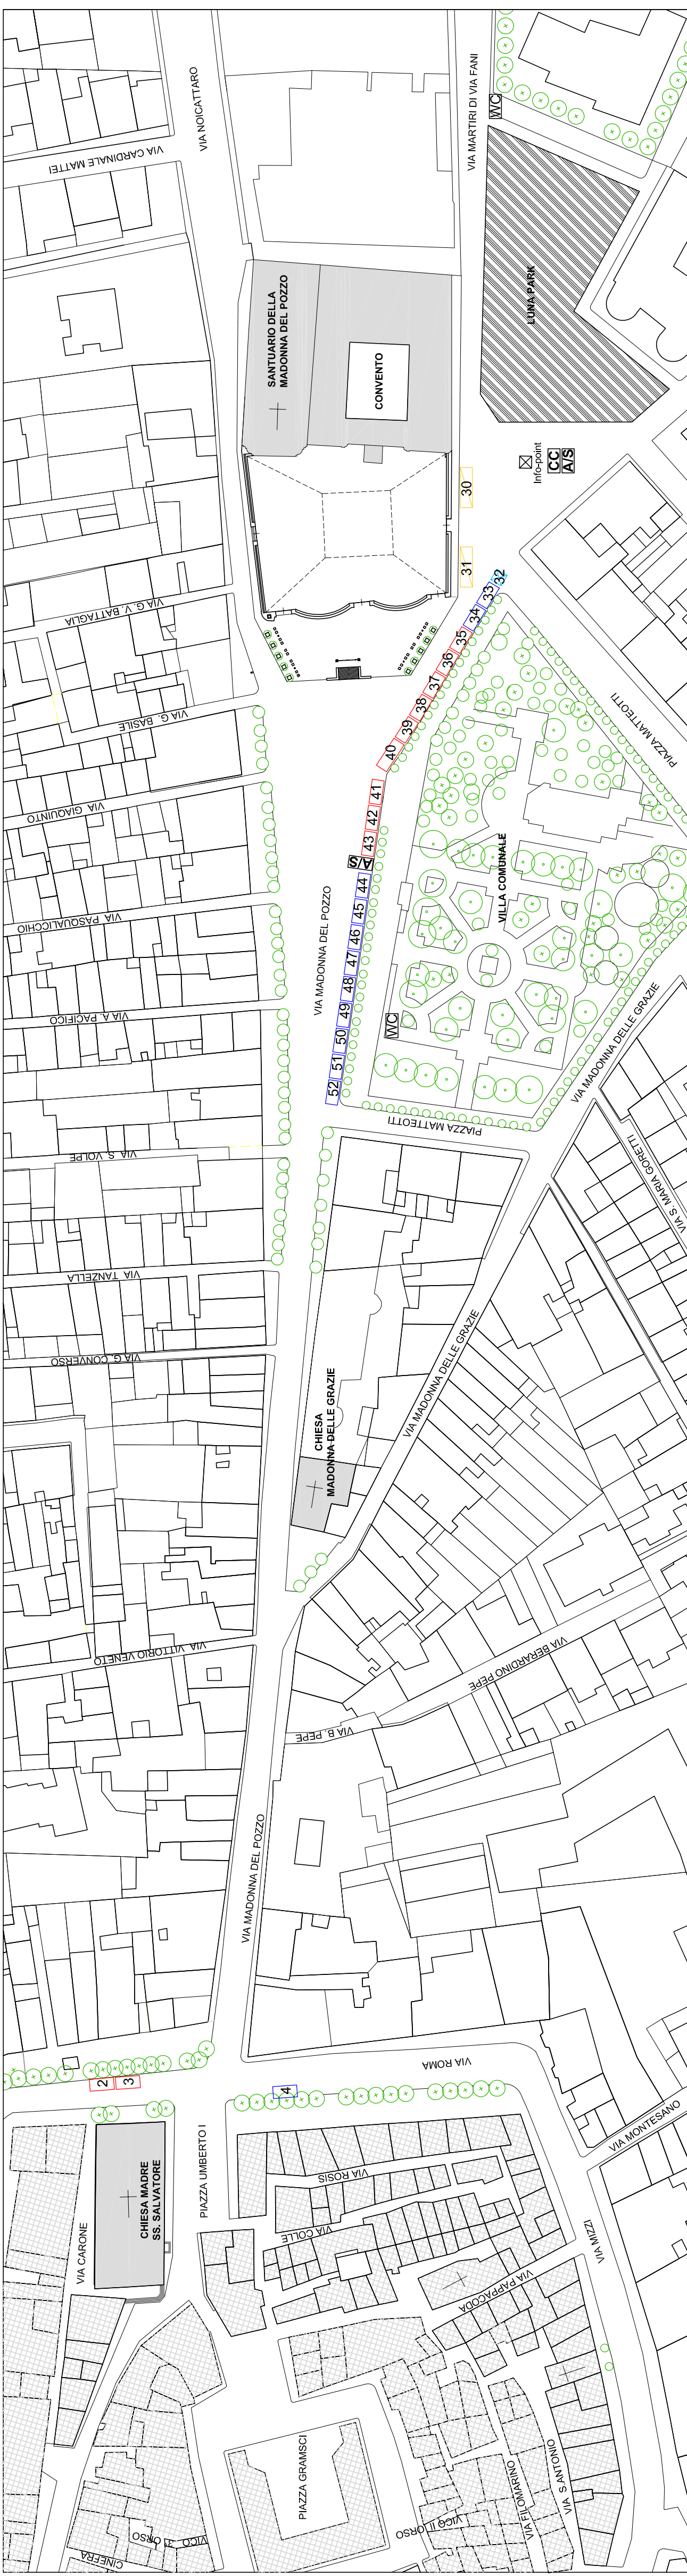 VIA CARDINALE MATTEI
VIA NOICATTARO
VIA MARTIRI DI VIA FANI
WC
LUNA PARK
SANTUARIO DELLA
MADONNA DEL POZZO
CONVENTO
Info-point
CC
A/S
30
31
32
33
34
35
36
37
38
39
40
41
42
43
A/S
44
45
46
47
48
49
50
51
52
VIA G. V. BATTAGLIA
VIA G. BASILE
VIA GIAQUINTO
VIA PASQUALICCHIO
VIA A. PACIFICO
VIA S. VOLPE
VIA TANZELLA
VIA G. CONVERSO
VIA MADONNA DEL POZZO
VILLA COMUNALE
WC
PIAZZA MATTEOTTI
PIAZZA MATTEOTTI
VIA MADONNA DELLE GRAZIE
VIA S. MARIA GORETTI
VIA MADONNA DELLE GRAZIE
CHIESA
MADONNA DELLE GRAZIE
VIA VITTORIO VENETO
VIA BERARDINO PEPE
VIA B. PEPE
VIA MADONNA DEL POZZO
VIA ROMA
VIA MONTESANO
2
3
4
CHIESA MADRE
SS. SALVATORE
VIA CARONE
PIAZZA UMBERTO I
VIA ROSIS
VIA COLLE
VIA PAPPACODA
VIA MIZZI
PIAZZA GRAMSCI
VICO II ORSO
VIA FILOMARINO
VIA S.ANTONIO
VICO 3° ORSO
CINEFRA